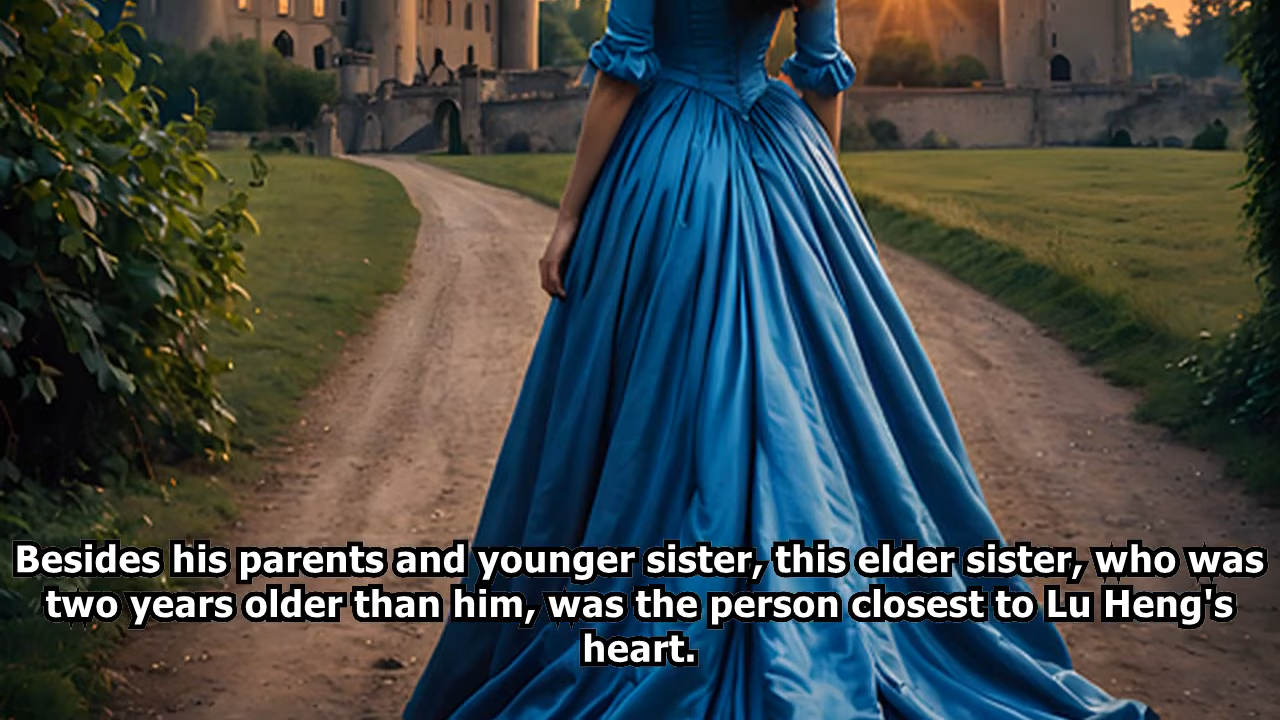 Besides his parents and younger sister, this elder sister, who was
two years older than him, was the person closest to Lu Heng's
heart.